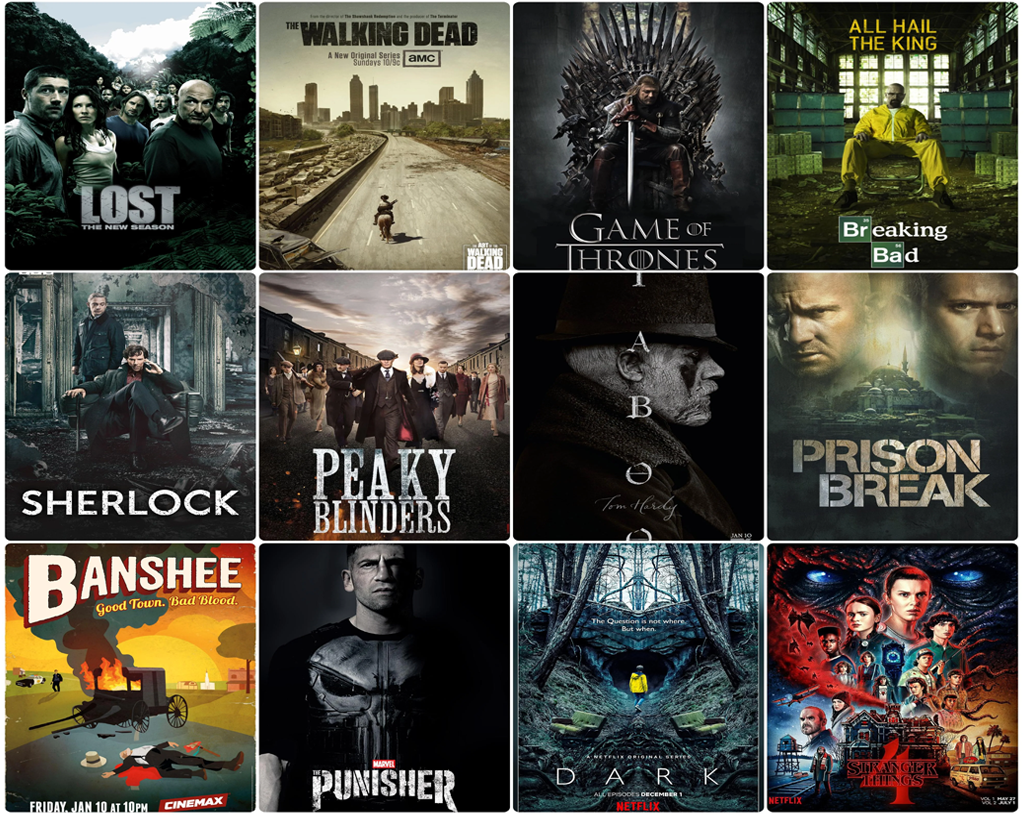 LOST
THE NEW SEASON
From the director of The Shawshank Redemption and the producer of The Terminator
THE WALKING DEAD
A New Original Series
Sundays 10/9c
amc
THE ART OF THE
WALKING
DEAD
GAME OF
THRONES
ALL HAIL
THE KING
Breaking
Bad
SHERLOCK
PEAKY
BLINDERS
T
A
B
O
O
Tom Hardy
JAN 10
PRISON
BREAK
BANSHEE
Good Town. Bad Blood.
FRIDAY, JAN 10 AT 10PM
CINEMAX
MARVEL
THE PUNISHER
The Question is not where.
But when.
A NETFLIX ORIGINAL SERIES
DARK
ALL EPISODES DECEMBER 1
NETFLIX
4
STRANGER
THINGS
NETFLIX
VOL 1 MAY 27
VOL 2 JULY 1